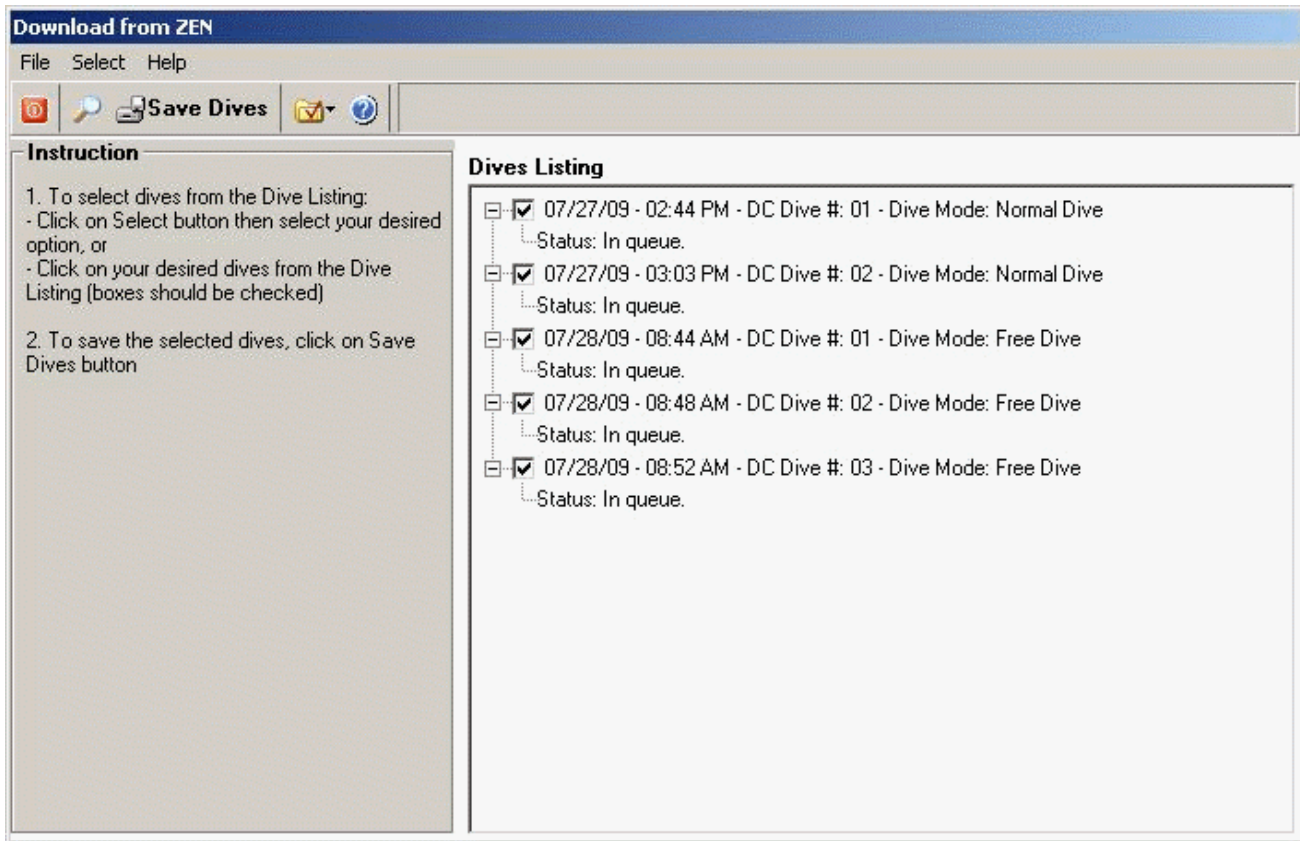 Download from ZEN
File Select Help
Save Dives
Instruction
1. To select dives from the Dive Listing:
- Click on Select button then select your desired
option, or
- Click on your desired dives from the Dive
Listing (boxes should be checked)
2. To save the selected dives, click on Save
Dives button
Dives Listing
07/27/09 - 02:44 PM - DC Dive #: 01 - Dive Mode: Normal Dive
Status: In queue.
07/27/09 - 03:03 PM - DC Dive #: 02 - Dive Mode: Normal Dive
Status: In queue.
07/28/09 - 08:44 AM - DC Dive #: 01 - Dive Mode: Free Dive
Status: In queue.
07/28/09 - 08:48 AM - DC Dive #: 02 - Dive Mode: Free Dive
Status: In queue.
07/28/09 - 08:52 AM - DC Dive #: 03 - Dive Mode: Free Dive
Status: In queue.